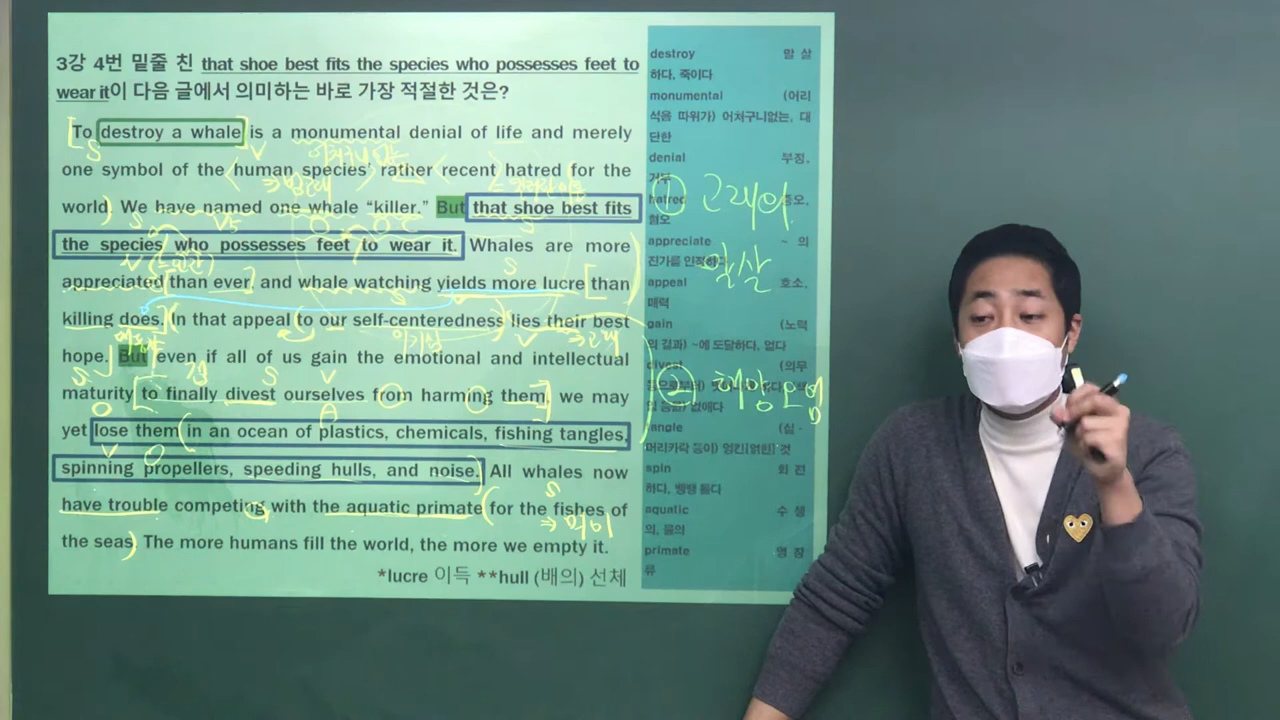 3강 4번 밑줄 친 that shoe best fits the species who possesses feet to
wear it이 다음 글에서 의미하는 바로 가장 적절한 것은?
To destroy a whale is a monumental denial of life and merely
one symbol of the human species' rather recent hatred for the
world. We have named one whale “killer.” But that shoe best fits
the species who possesses feet to wear it. Whales are more
appreciated than ever, and whale watching yields more lucre than
killing does. In that appeal to our self-centeredness lies their best
hope. But even if all of us gain the emotional and intellectual
maturity to finally divest ourselves from harming them, we may
yet lose them in an ocean of plastics, chemicals, fishing tangles,
spinning propellers, speeding hulls, and noise. All whales now
have trouble competing with the aquatic primate for the fishes of
the seas. The more humans fill the world, the more we empty it.
*lucre 이득 **hull (배의) 선체
destroy 말 살
하다, 죽이다
monumental (어리
석음 따위가) 어처구니없는, 대
단한
denial 부정,
거부
hatred 증오,
혐오
appreciate ~ 의
진가를 인정하다
appeal 호소,
매력
gain (노력
의 결과) ~에 도달하다, 얻다
divest (의무
tangle (실 ·
머리카락 등이) 엉킨[얽힌] 것
spin 회 전
하다, 뱅뱅 돌다
aquatic 수 생
의, 물의
primate 영 장
류
① 고래의
말살
② 해양오염
이기심
⇒ 먹이